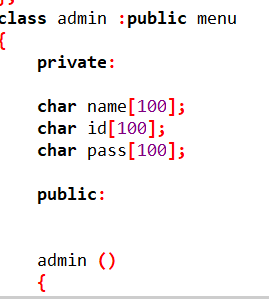 };
class admin :public menu
{
private:
char name[100];
char id[100];
char pass[100];
public:
admin ()
{